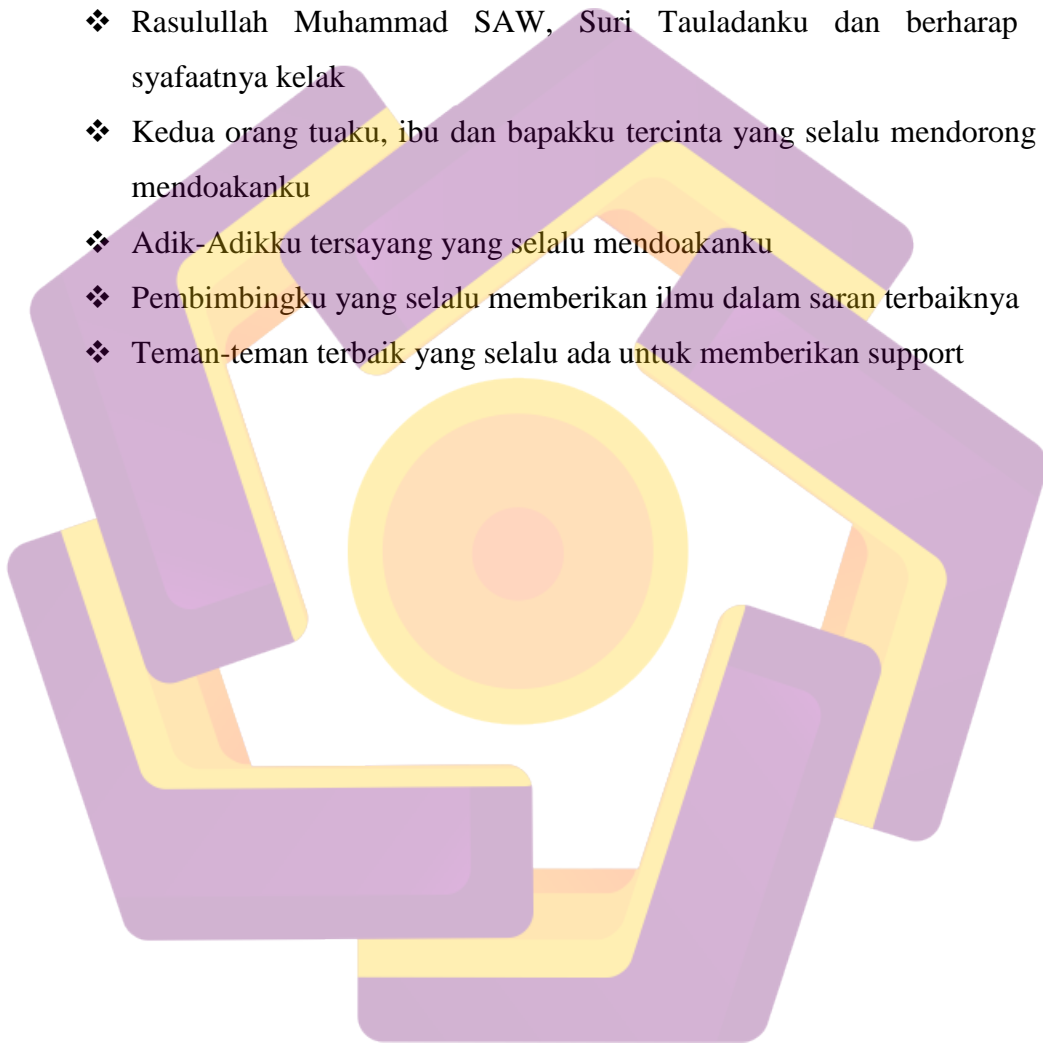 ❖ Rasulullah Muhammad SAW, Suri Tauladanku dan berharap
syafaatnya kelak
❖ Kedua orang tuaku, ibu dan bapakku tercinta yang selalu mendorong
mendoakanku
❖ Adik-Adikku tersayang yang selalu mendoakanku
❖ Pembimbingku yang selalu memberikan ilmu dalam saran terbaiknya
❖ Teman-teman terbaik yang selalu ada untuk memberikan support